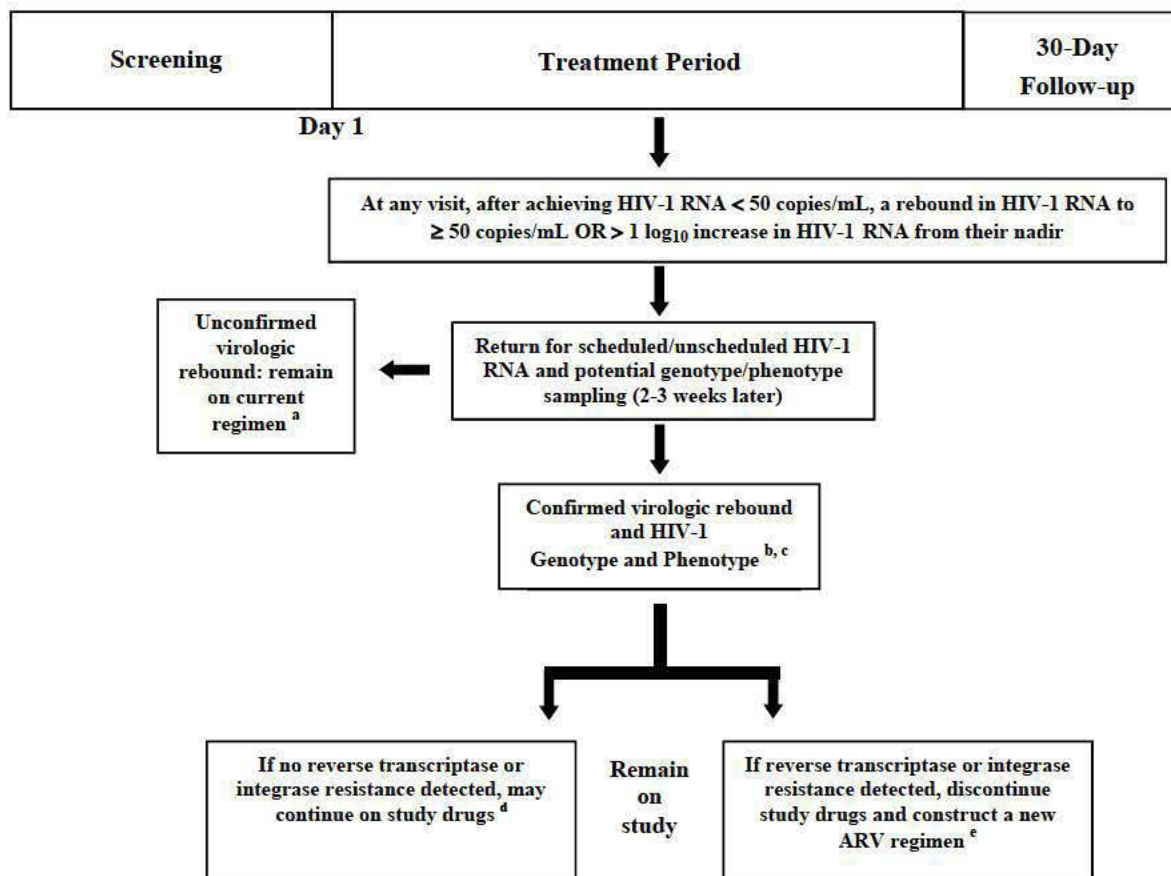 Screening
Treatment Period
30-Day
Follow-up
Day 1
At any visit, after achieving HIV-1 RNA < 50 copies/mL, a rebound in HIV-1 RNA to
≥ 50 copies/mL OR > 1 log10 increase in HIV-1 RNA from their nadir
Unconfirmed
virologic
rebound: remain
on current
regimen a
Return for scheduled/unscheduled HIV-1
RNA and potential genotype/phenotype
sampling (2-3 weeks later)
Confirmed virologic rebound
and HIV-1
Genotype and Phenotype b, c
If no reverse transcriptase or
integrase resistance detected, may
continue on study drugs d
Remain
on
study
If reverse transcriptase or integrase
resistance detected, discontinue
study drugs and construct a new
ARV regimen e